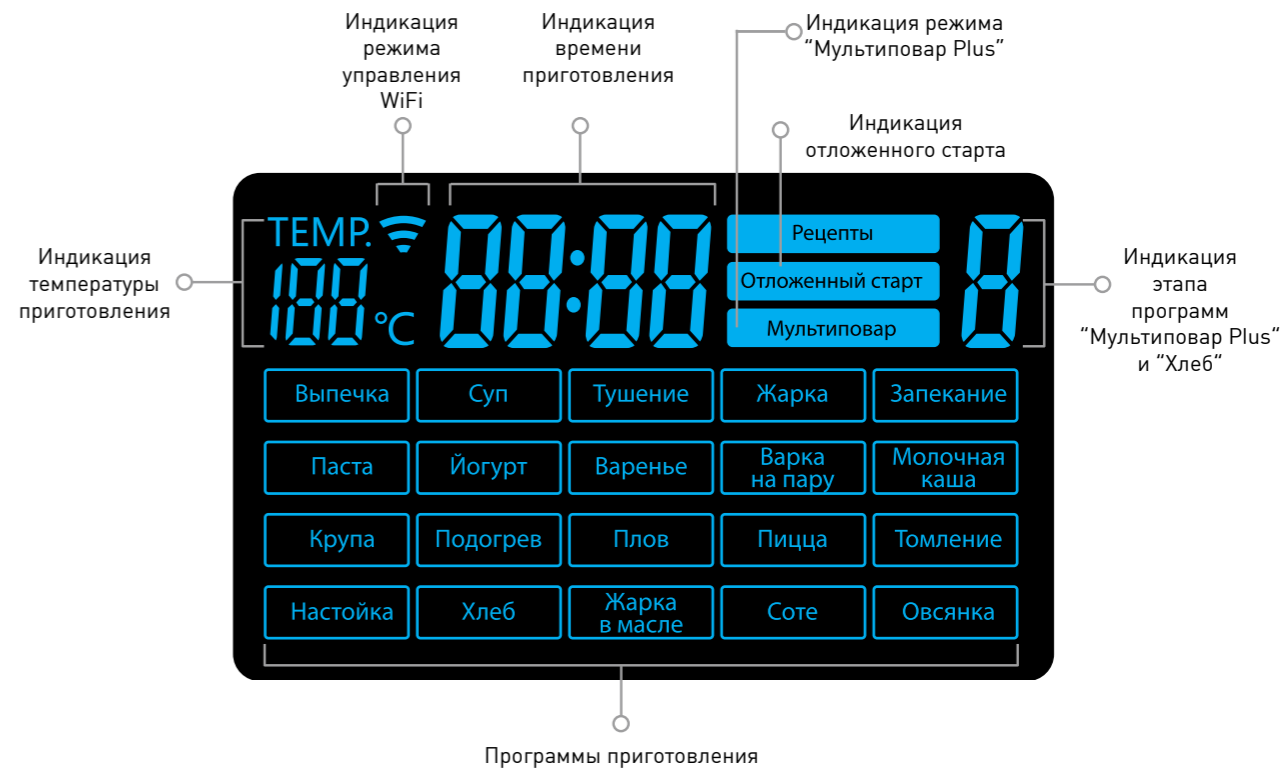 Индикация
режима
управления
WiFi
Индикация
времени
приготовления
Индикация режима
“Мультиповар Plus”
Индикация
отложенного старта
Индикация
температуры
приготовления
TEMP.
188 °C
88:88
Рецепты
Отложенный старт
Мультиповар
8
Индикация
этапа
программ
“Мультиповар Plus“
и “Хлеб“
Выпечка Суп Тушение Жарка Запекание
Паста Йогурт Варенье Варка
на пару Молочная
каша
Крупа Подогрев Плов Пицца Томление
Настойка Хлеб Жарка
в масле Соте Овсянка
Программы приготовления